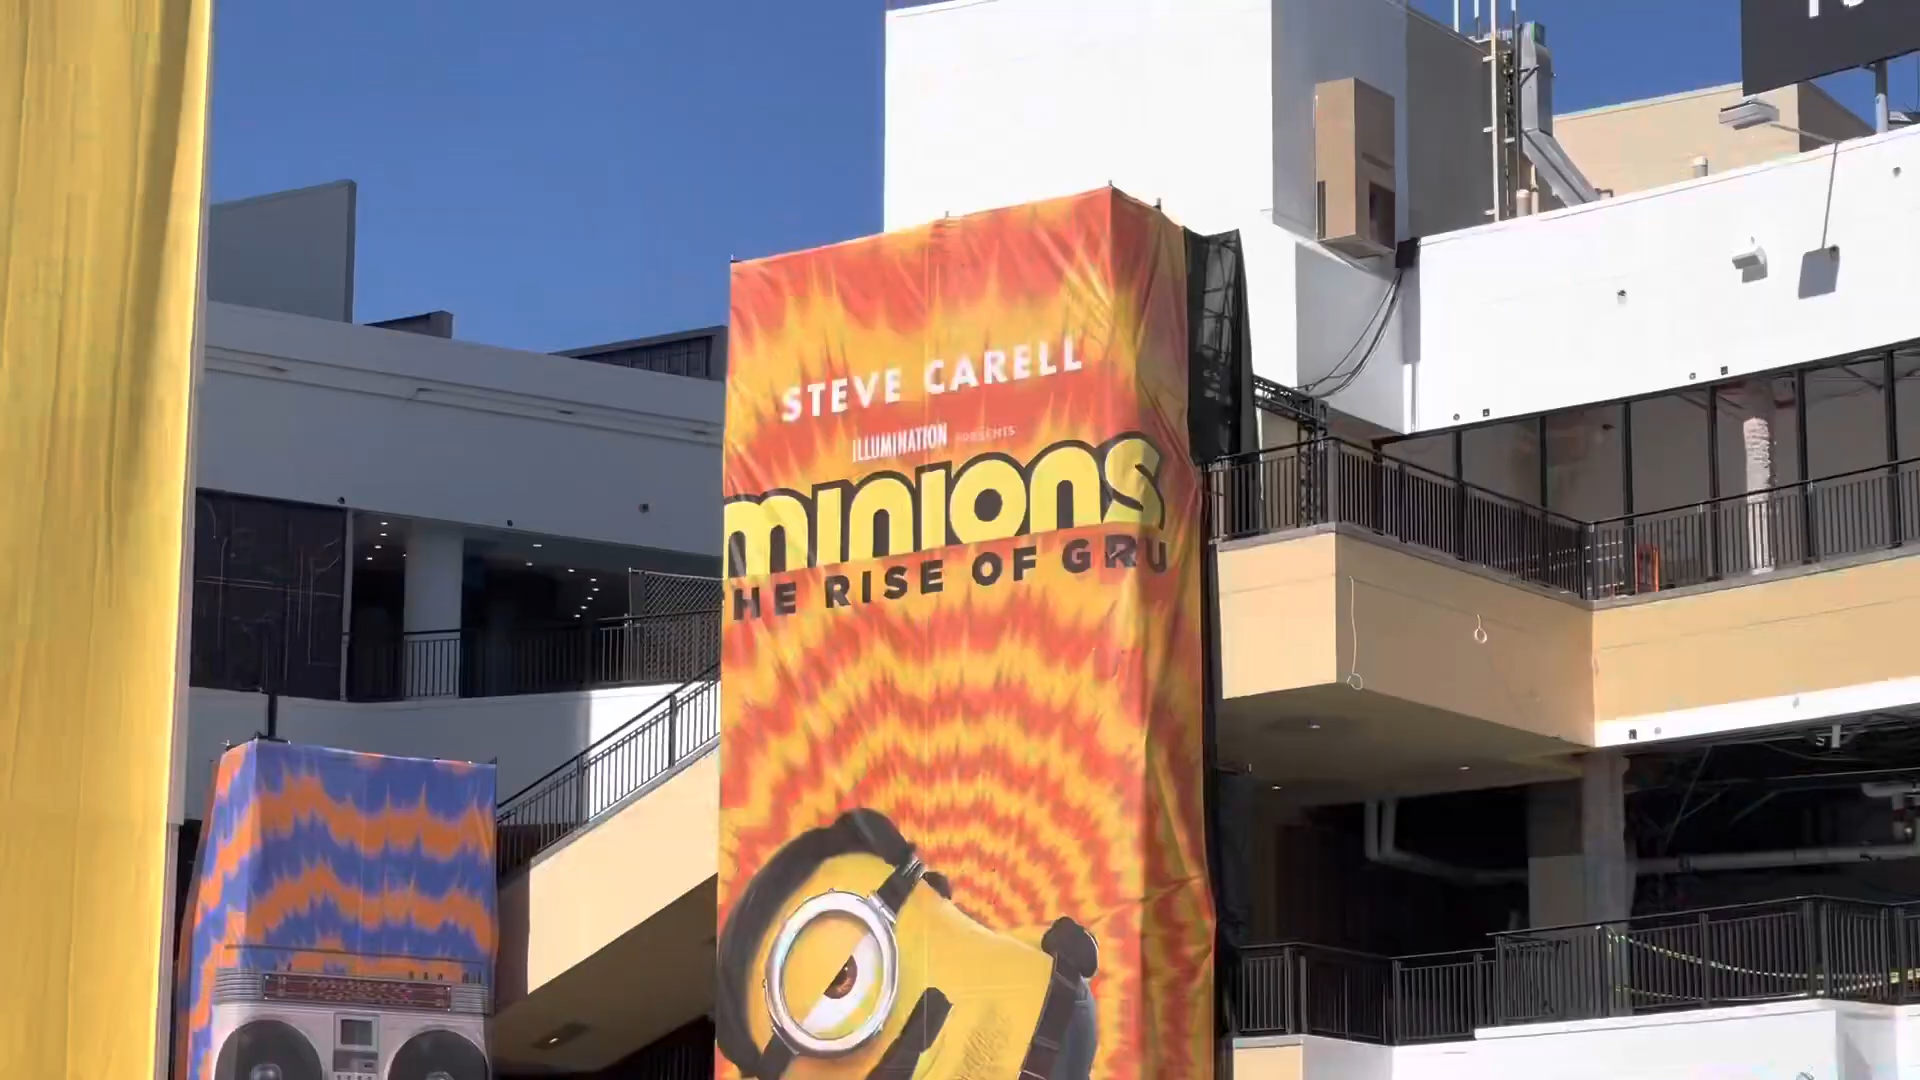 STEVE CARELL
ILLUMINATION PRESENTS
MINIONS
HE RISE OF GRU